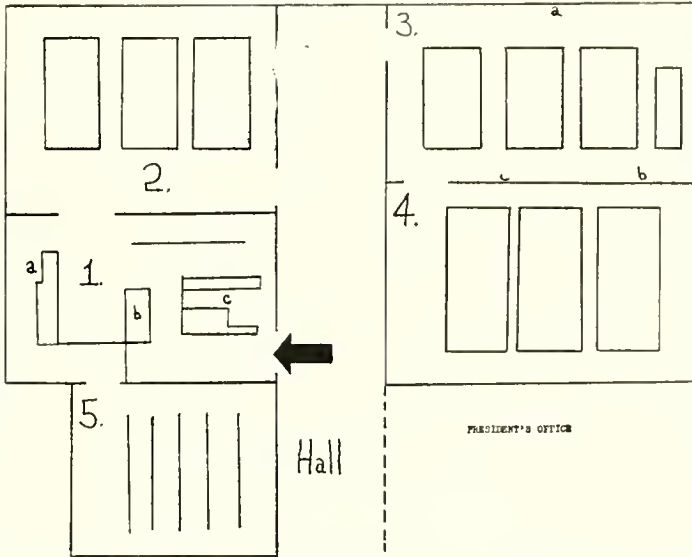 3.
a
2.
c
b
4.
a
1.
b
c
5.
PRESIDENT'S OFFICE
Hall